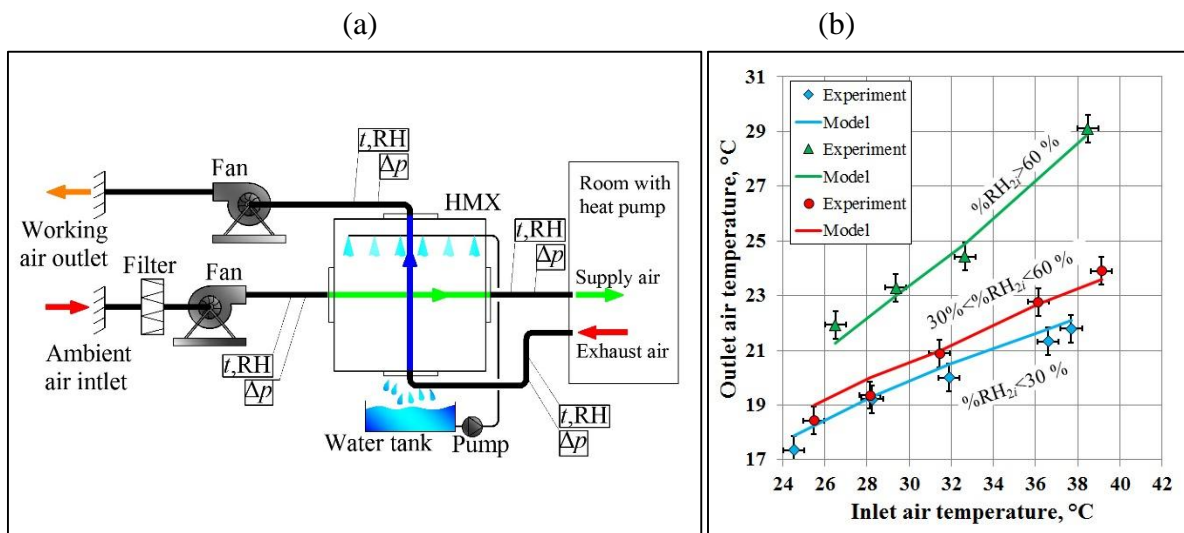 (a)
(b)
t,RH
Δp
Fan
HMX
Room with
heat pump
Working
air outlet
Filter
Fan
t,RH
Δp
Supply air
Ambient
air intlet
t,RH
Δp
Exhaust air
Water tank
Pump
t,RH
Δp
Outlet air temperature, °C
31
29
27
25
23
21
19
17
Experiment
Model
Experiment
Model
Experiment
Model
%RH2i>60 %
30%<%RH2i<60 %
%RH2i<30 %
24 26 28 30 32 34 36 38 40 42
Inlet air temperature, °C